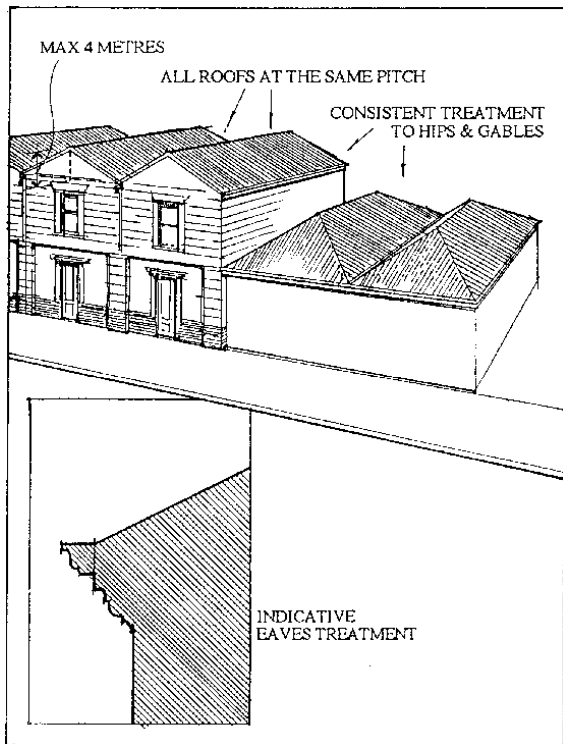 MAX 4 METRES
ALL ROOFS AT THE SAME PITCH
CONSISTENT TREATMENT
TO HIPS & GABLES
INDICATIVE
EAVES TREATMENT